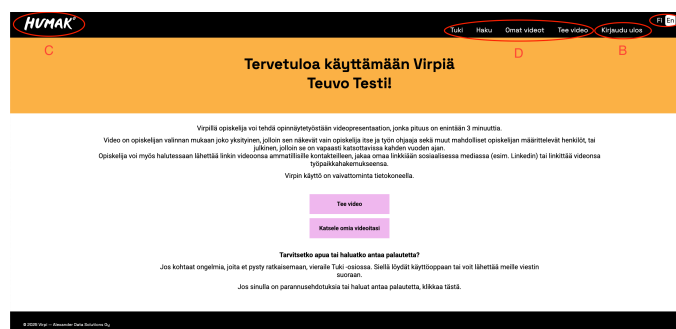 HUMAK
FI En
Tuki Haku Omat videot Tee video Kirjaudu ulos
C
D
B
Tervetuloa käyttämään Virpiä
Teuvo Testi!
Virpillä opiskelija voi tehdä opinnäytetyöstään videopresentaation, jonka pituus on enintään 3 minuuttia.
Video on opiskelijan valinnan mukaan joko yksityinen, jolloin sen näkevät vain opiskelija itse ja työn ohjaaja sekä muut mahdolliset opiskelijan määrittelevät henkilöt, tai
julkinen, jolloin se on vapaasti katsottavissa kahden vuoden ajan.
Opiskelija voi myös halutessaan lähettää linkin videoonsa ammatillisille kontakteilleen, jakaa omaa linkkiään sosiaalisessa mediassa (esim. Linkedin) tai linkittää videonsa
työpaikkahakemukseensa.
Virpin käyttö on vaivattominta tietokoneella.
Tee video
Katsele omia videoitasi
Tarvitsetko apua tai haluatko antaa palautetta?
Jos kohtaat ongelmia, joita et pysty ratkaisemaan, vieraile Tuki -osiossa. Sieltä löydät käyttöoppaan tai voit lähettää meille viestin
suoraan.
Jos sinulla on parannusehdotuksia tai haluat antaa palautetta, klikkaa tästä.
© 2025 Virpi — Alexander Data Solutions Oy